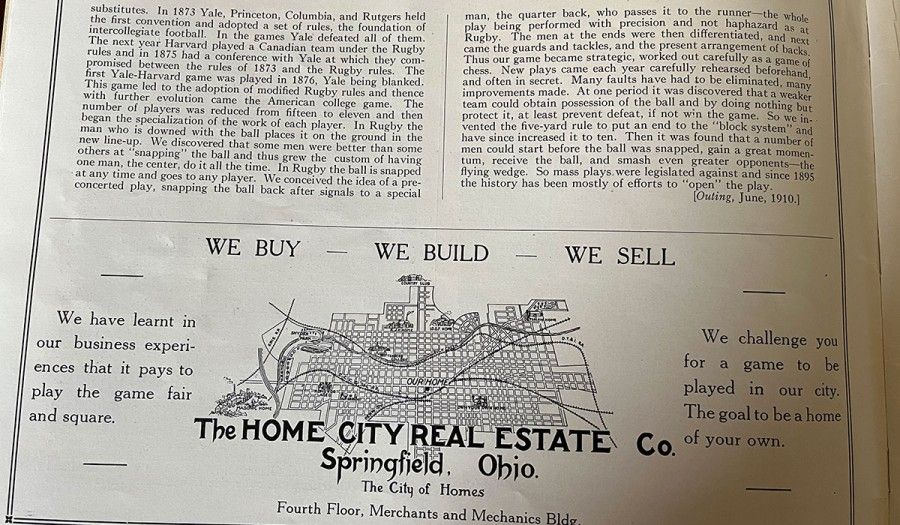 substitutes. In 1873 Yale, Princeton, Columbia, and Rutgers held
the first convention and adopted a set of rules, the foundation of
intercollegiate football. In the games Yale defeated all of them.
The next year Harvard played a Canadian team under the Rugby
rules and in 1875 had a conference with Yale at which they com-
promised between the rules of 1873 and the Rugby rules. The
first Yale-Harvard game was played in 1876, Yale being blanked.
This game led to the adoption of modified Rugby rules and thence
with further evolution came the American college game. The
number of players was reduced from fifteen to eleven and then
began the specialization of the work of each player. In Rugby the
man who is downed with the ball places it on the ground in the
new line-up. We discovered that some men were better than some
others at "snapping" the ball and thus grew the custom of having
one man, the center, do it all the time. In Rugby the ball is snapped
at any time and goes to any player. We conceived the idea of a pre-
concerted play, snapping the ball back after signals to a special
man, the quarter back, who passes it to the runner—the whole
play being performed with precision and not haphazard as at
Rugby. The men at the ends were then differentiated, and next
came the guards and tackles, and the present arrangement of backs.
Thus our game became strategic, worked out carefully as a game of
chess. New plays came each year carefully rehearsed beforehand,
and often in secret. Many faults have had to be eliminated, many
improvements made. At one period it was discovered that a weaker
team could obtain possession of the ball and by doing nothing but
protect it, at least prevent defeat, if not win the game. So we in-
vented the five-yard rule to put an end to the "block system" and
have since increased it to ten. Then it was found that a number of
men could start before the ball was snapped, gain a great momen-
tum, receive the ball, and smash even greater opponents—the
flying wedge. So mass plays were legislated against and since 1895
the history has been mostly of efforts to "open" the play.
[Outing, June, 1910.]
WE BUY — WE BUILD — WE SELL
We have learnt in
our business experi-
ences that it pays to
play the game fair
and square.
COUNTRY CLUB
OUR HOME
MASONIC HOME
We challenge you
for a game to be
played in our city.
The goal to be a home
of your own.
The HOME CITY REAL ESTATE Co.
Springfield, Ohio.
The City of Homes
Fourth Floor, Merchants and Mechanics Bldg.